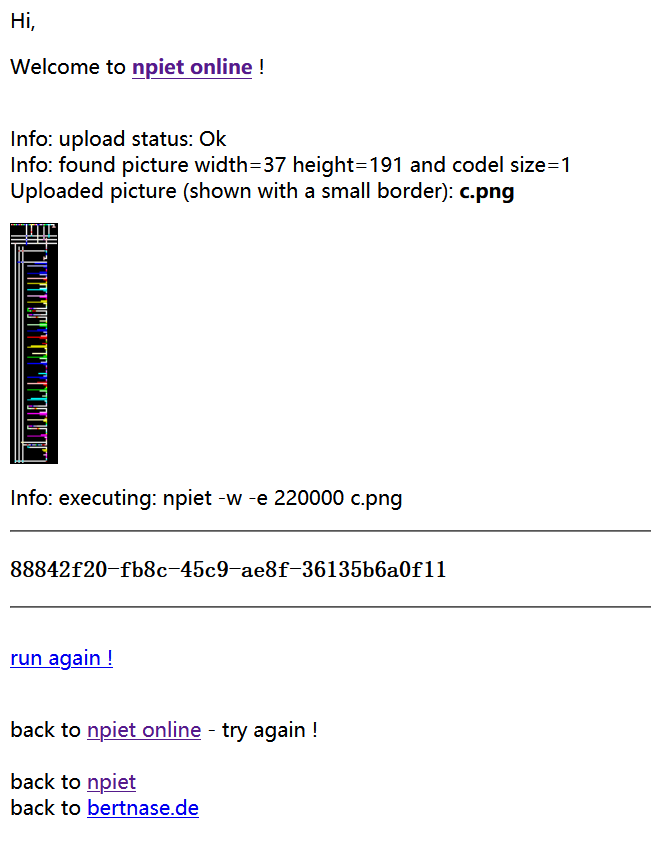 Hi,
Welcome to npiet online !
Info: upload status: Ok
Info: found picture width=37 height=191 and codel size=1
Uploaded picture (shown with a small border): c.png
Info: executing: npiet -w -e 220000 c.png
88842f20-fb8c-45c9-ae8f-36135b6a0f11
run again !
back to npiet online - try again !
back to npiet
back to bertnase.de